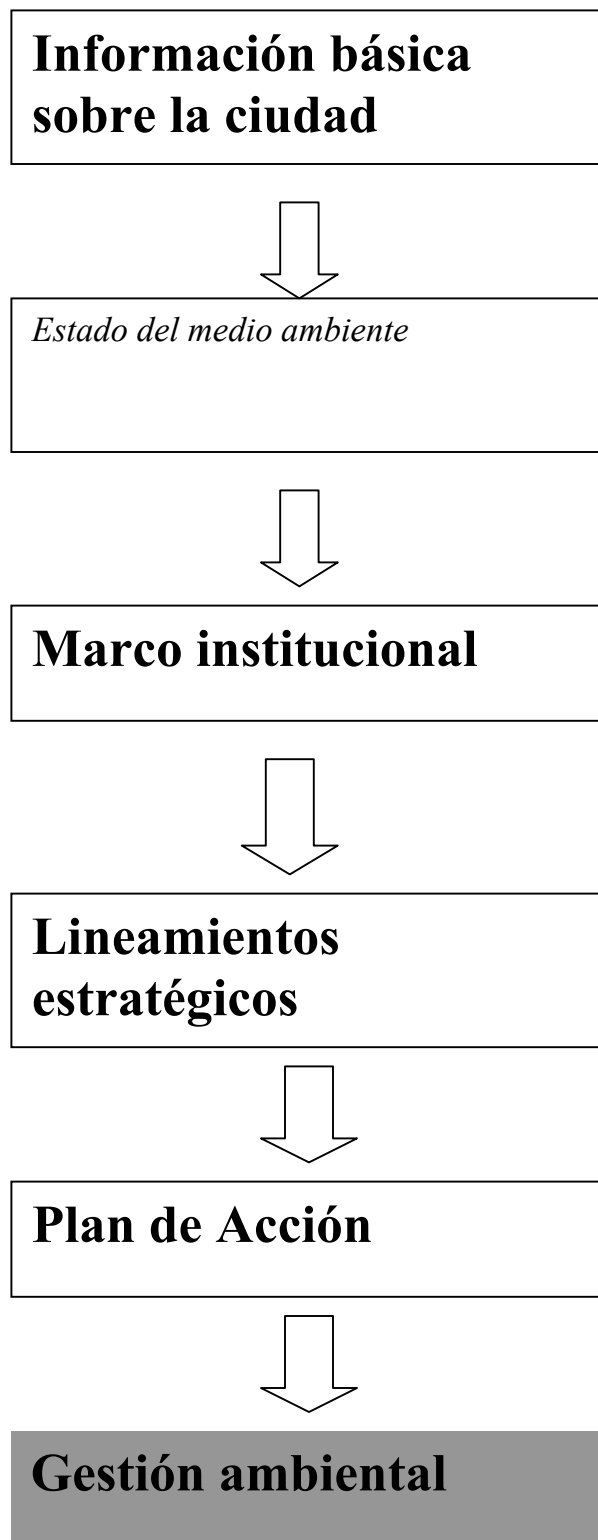 Información básica
sobre la ciudad
Estado del medio ambiente
Marco institucional
Lineamientos
estratégicos
Plan de Acción
Gestión ambiental